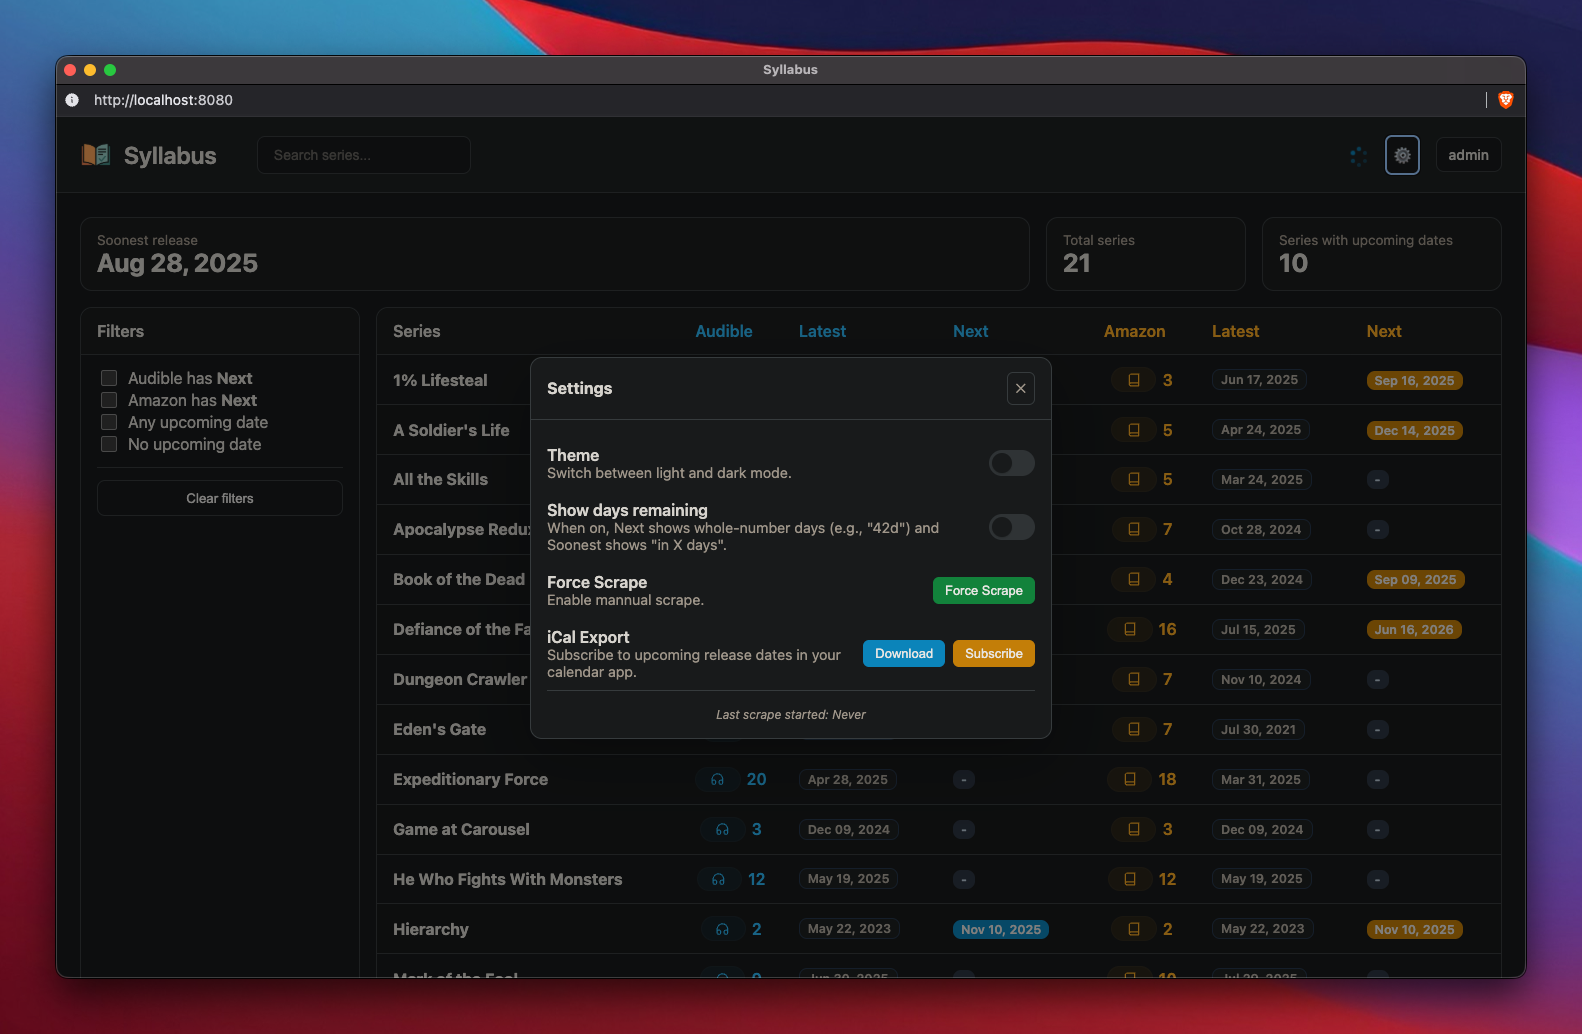 Syllabus
http://localhost:8080
Syllabus
Search series...
admin
Soonest release
Aug 28, 2025
Total series
21
Series with upcoming dates
10
Filters
Audible has Next
Amazon has Next
Any upcoming date
No upcoming date
Clear filters
Series Audible Latest Next Amazon Latest Next
1% Lifesteal 3 Jun 17, 2025 Sep 16, 2025
A Soldier's Life 5 Apr 24, 2025 Dec 14, 2025
All the Skills 5 Mar 24, 2025 -
Apocalypse 7 Oct 28, 2024 -
Book of the Dead 4 Dec 23, 2024 Sep 09, 2025
Defiance of the 16 Jul 15, 2025 Jun 16, 2026
Dungeon Crawler 7 Nov 10, 2024 -
Eden's Gate 7 Jul 30, 2021 -
Expeditionary Force 20 Apr 28, 2025 - 18 Mar 31, 2025 -
Game at Carousel 3 Dec 09, 2024 - 3 Dec 09, 2024 -
He Who Fights With Monsters 12 May 19, 2025 - 12 May 19, 2025 -
Hierarchy 2 May 22, 2023 Nov 10, 2025 2 May 22, 2023 Nov 10, 2025
Settings
Theme
Switch between light and dark mode.
Show days remaining
When on, Next shows whole-number days (e.g., "42d") and
Soonest shows "in X days".
Force Scrape
Enable mannual scrape.
Force Scrape
iCal Export
Subscribe to upcoming release dates in your
calendar app.
Download
Subscribe
Last scrape started: Never